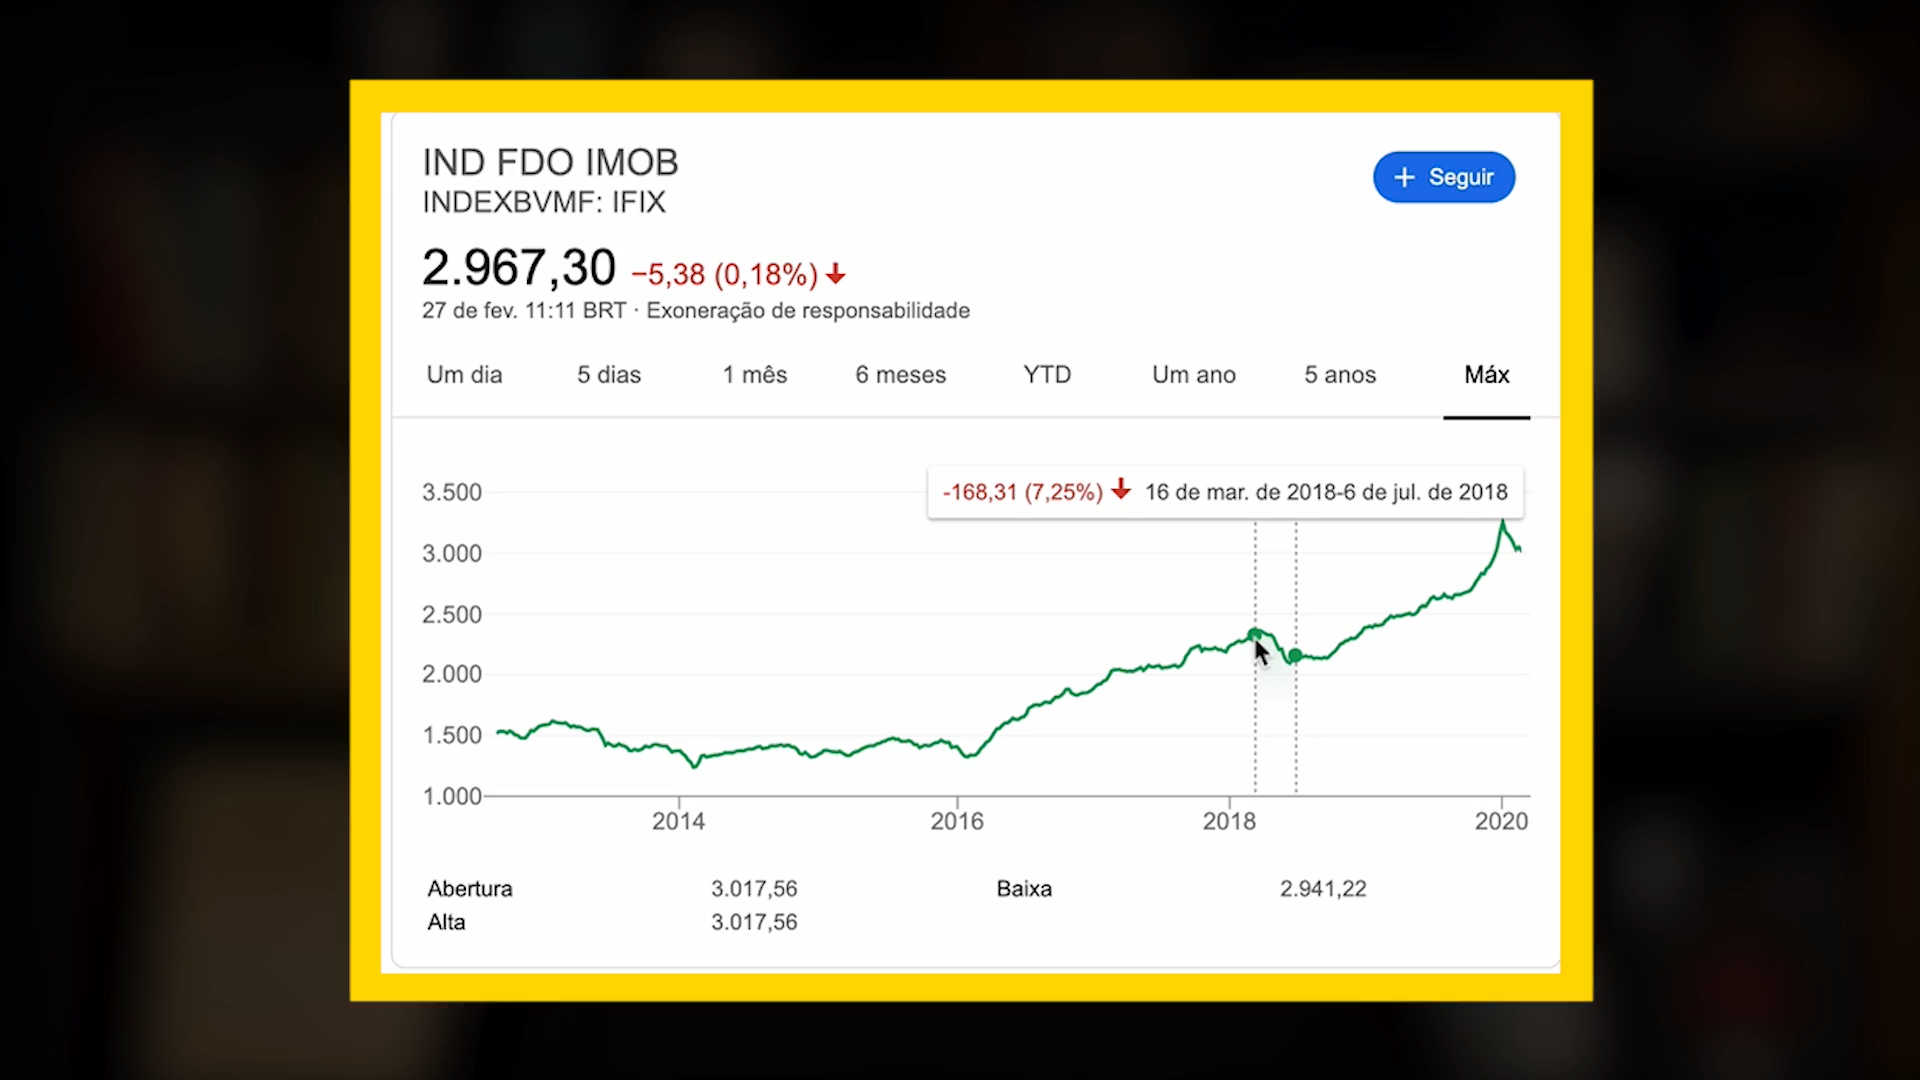 IND FDO IMOB
+ Seguir
INDEXBVMF: IFIX
2.967,30 −5,38 (0,18%)
27 de fev. 11:11 BRT · Exoneração de responsabilidade
Um dia 5 dias 1 mês 6 meses YTD Um ano 5 anos Máx
-168,31 (7,25%) 16 de mar. de 2018-6 de jul. de 2018
3.500
3.000
2.500
2.000
1.500
1.000
2014 2016 2018 2020
Abertura 3.017,56 Baixa 2.941,22
Alta 3.017,56